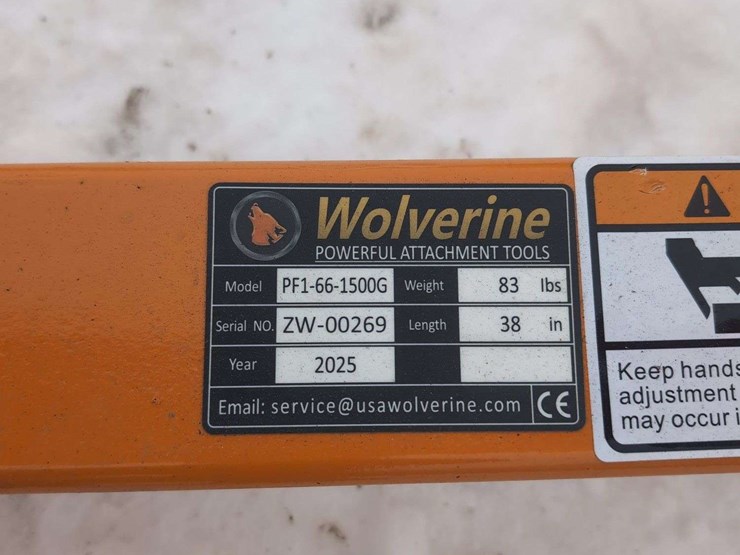 Wolverine
POWERFUL ATTACHMENT TOOLS
Model PF1-66-1500G Weight 83 lbs
Serial NO. ZW-00269 Length 38 in
Year 2025
Email: service@usawolverine.com CE
Keep hands
adjustment
may occur i